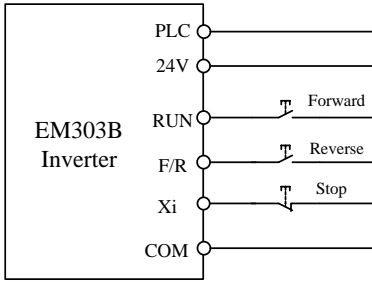 PLC
24V
RUN
Forward
EM303B
Inverter
F/R
Reverse
Xi
Stop
COM